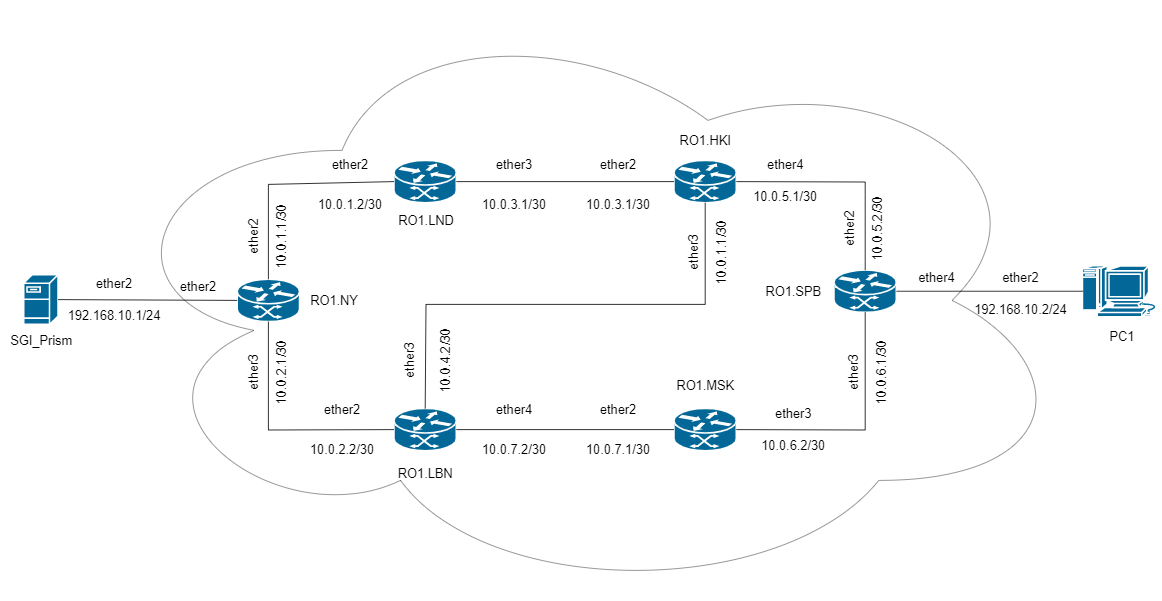 RO1.HKI
ether2
ether3
ether2
ether4
10.0.1.2/30
10.0.3.1/30
10.0.3.1/30
10.0.5.1/30
RO1.LND
ether2
10.0.1.1/30
ether3
10.0.1.1/30
ether2
10.0.5.2/30
ether2
ether2
RO1.NY
RO1.SPB
ether4
ether2
192.168.10.1/24
192.168.10.2/24
SGI_Prism
PC1
ether3
10.0.2.1/30
ether3
10.0.4.2/30
ether3
10.0.6.1/30
RO1.MSK
ether2
ether4
ether2
ether3
10.0.2.2/30
10.0.7.2/30
10.0.7.1/30
10.0.6.2/30
RO1.LBN